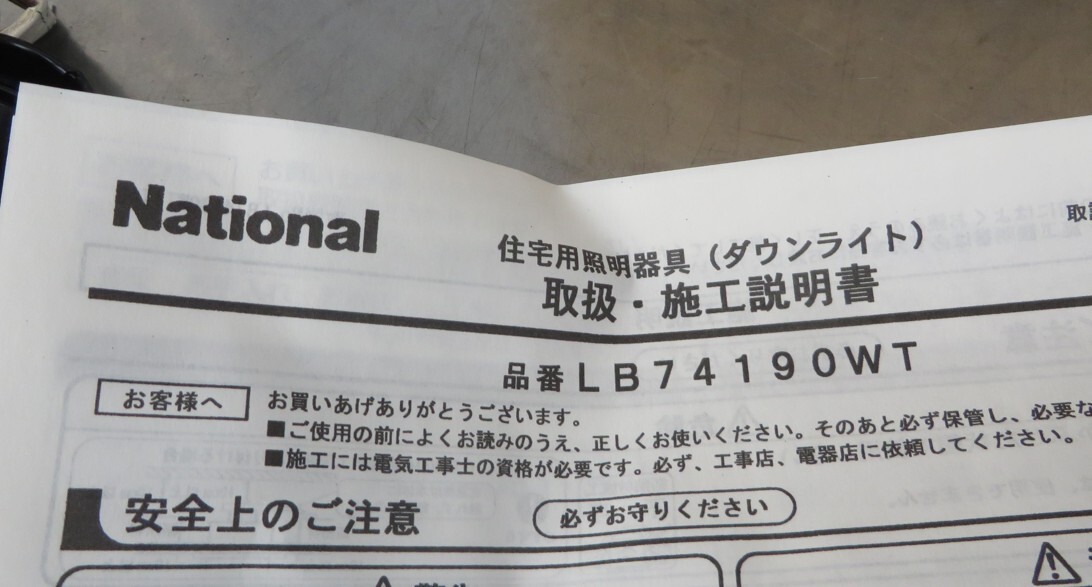 National
住宅用照明器具（ダウンライト）
取扱・施工説明書
品番LB74190WT
お客様へ
お買いあげありがとうございます。
■ご使用の前によくお読みのうえ、正しくお使いください。そのあと必ず保管し、必要な
■施工には電気工事士の資格が必要です。必ず、工事店、電器店に依頼してください。
安全上のご注意
必ずお守りください